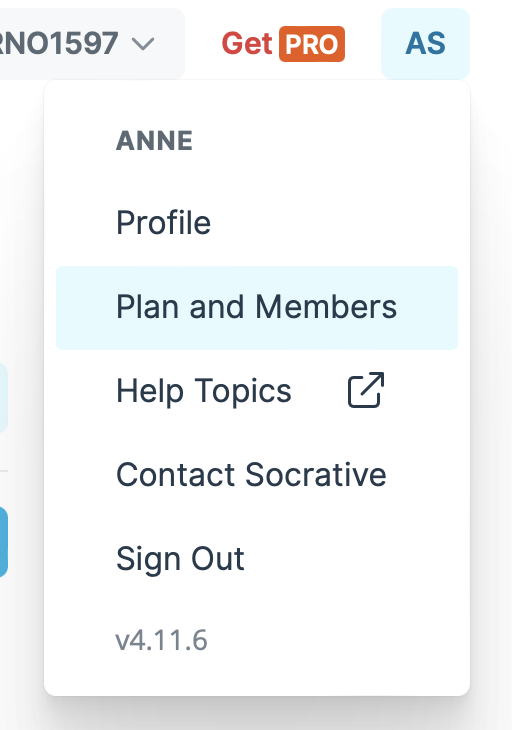 RNO1597
Get PRO
AS
ANNE
Profile
Plan and Members
Help Topics
Contact Socrative
Sign Out
v4.11.6